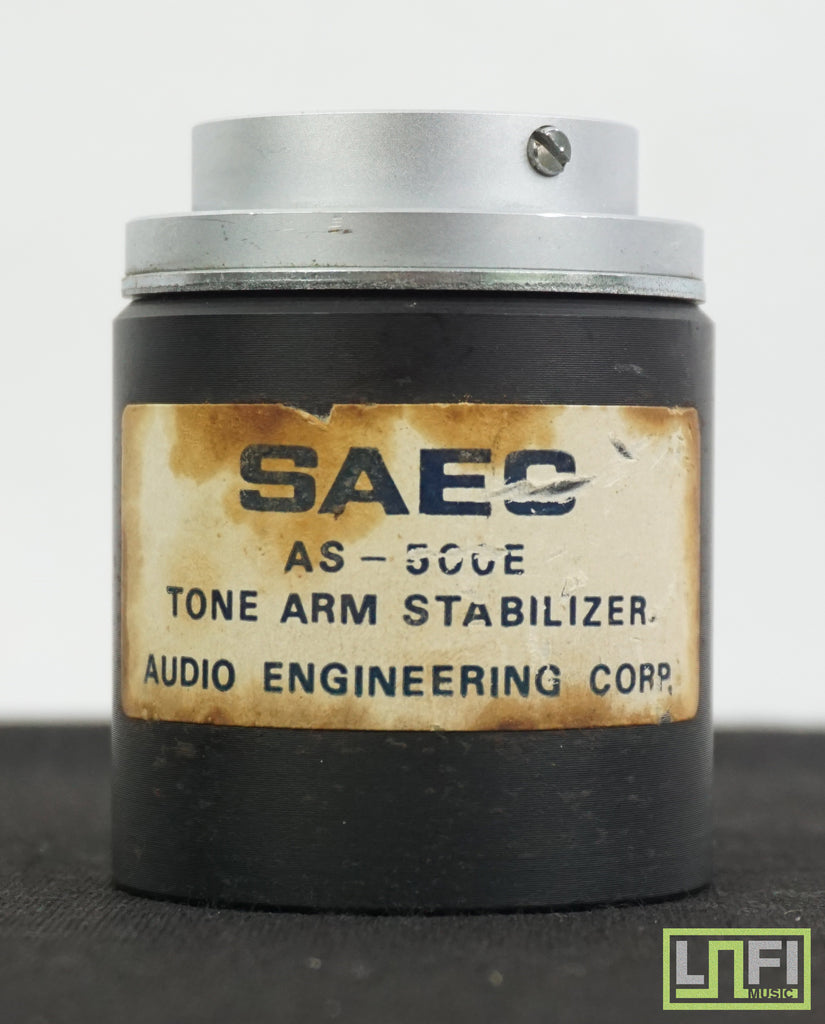 SAEC
AS – 500E
TONE ARM STABILIZER.
AUDIO ENGINEERING CORP.
LNFI
MUSIC